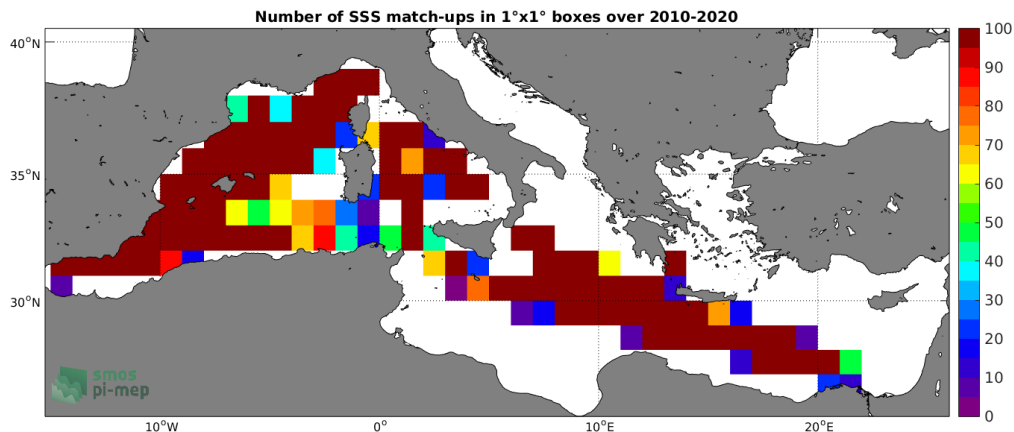 Number of SSS match-ups in 1°x1° boxes over 2010-2020
40°N
35°N
30°N
10°W
0°
10°E
20°E
100
90
80
70
60
50
40
30
20
10
0
smos
pi-mep